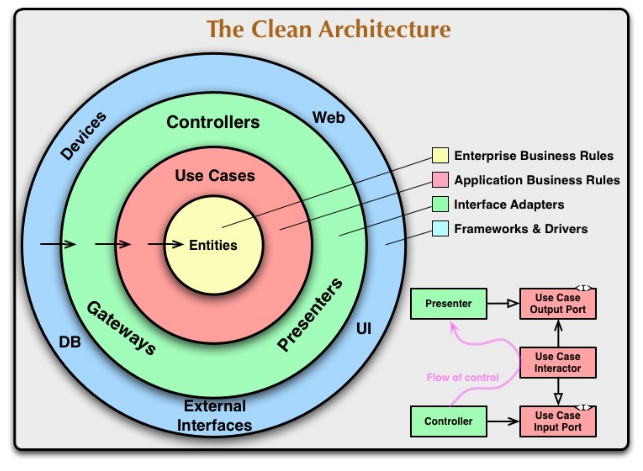 The Clean Architecture
Devices
Web
Controllers
Use Cases
Entities
Gateways
Presenters
DB
UI
External
Interfaces
Enterprise Business Rules
Application Business Rules
Interface Adapters
Frameworks & Drivers
Presenter
Use Case
Output Port
<I>
Flow of control
Use Case
Interactor
Controller
Use Case
Input Port
<I>